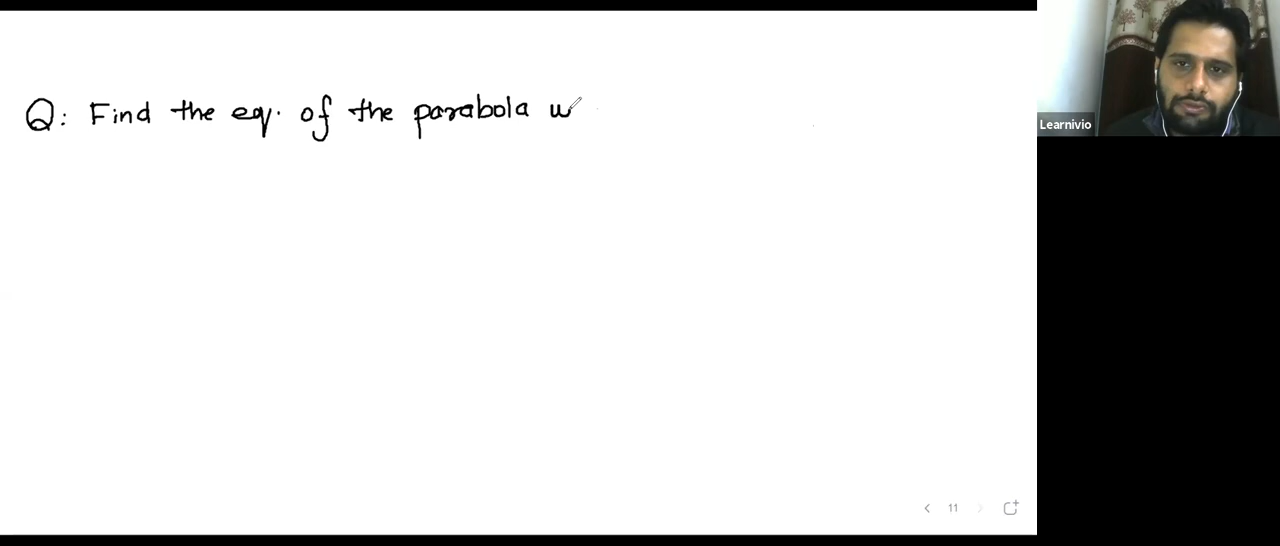 Q: Find the eq. of the parabola w
Learnivio
11